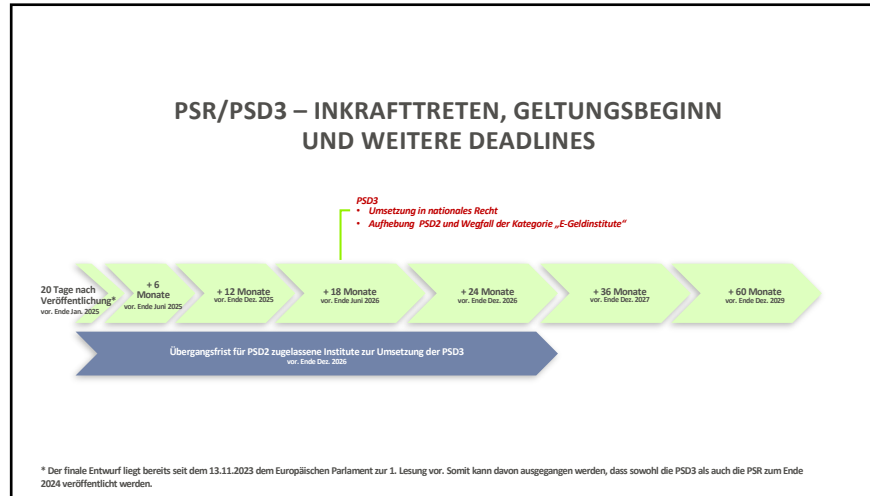 PSR/PSD3 – INKRAFTTRETEN, GELTUNGSBEGINN
UND WEITERE DEADLINES
PSD3
• Umsetzung in nationales Recht
• Aufhebung PSD2 und Wegfall der Kategorie „E-Geldinstitute“
20 Tage nach
Veröffentlichung*
vor. Ende Jan. 2025
+ 6
Monate
vor. Ende Juni 2025
+ 12 Monate
vor. Ende Dez. 2025
+ 18 Monate
vor. Ende Juni 2026
+ 24 Monate
vor. Ende Dez. 2026
+ 36 Monate
vor. Ende Dez. 2027
+ 60 Monate
vor. Ende Dez. 2029
Übergangsfrist für PSD2 zugelassene Institute zur Umsetzung der PSD3
vor. Ende Dez. 2026
* Der finale Entwurf liegt bereits seit dem 13.11.2023 dem Europäischen Parlament zur 1. Lesung vor. Somit kann davon ausgegangen werden, dass sowohl die PSD3 als auch die PSR zum Ende
2024 veröffentlicht werden.